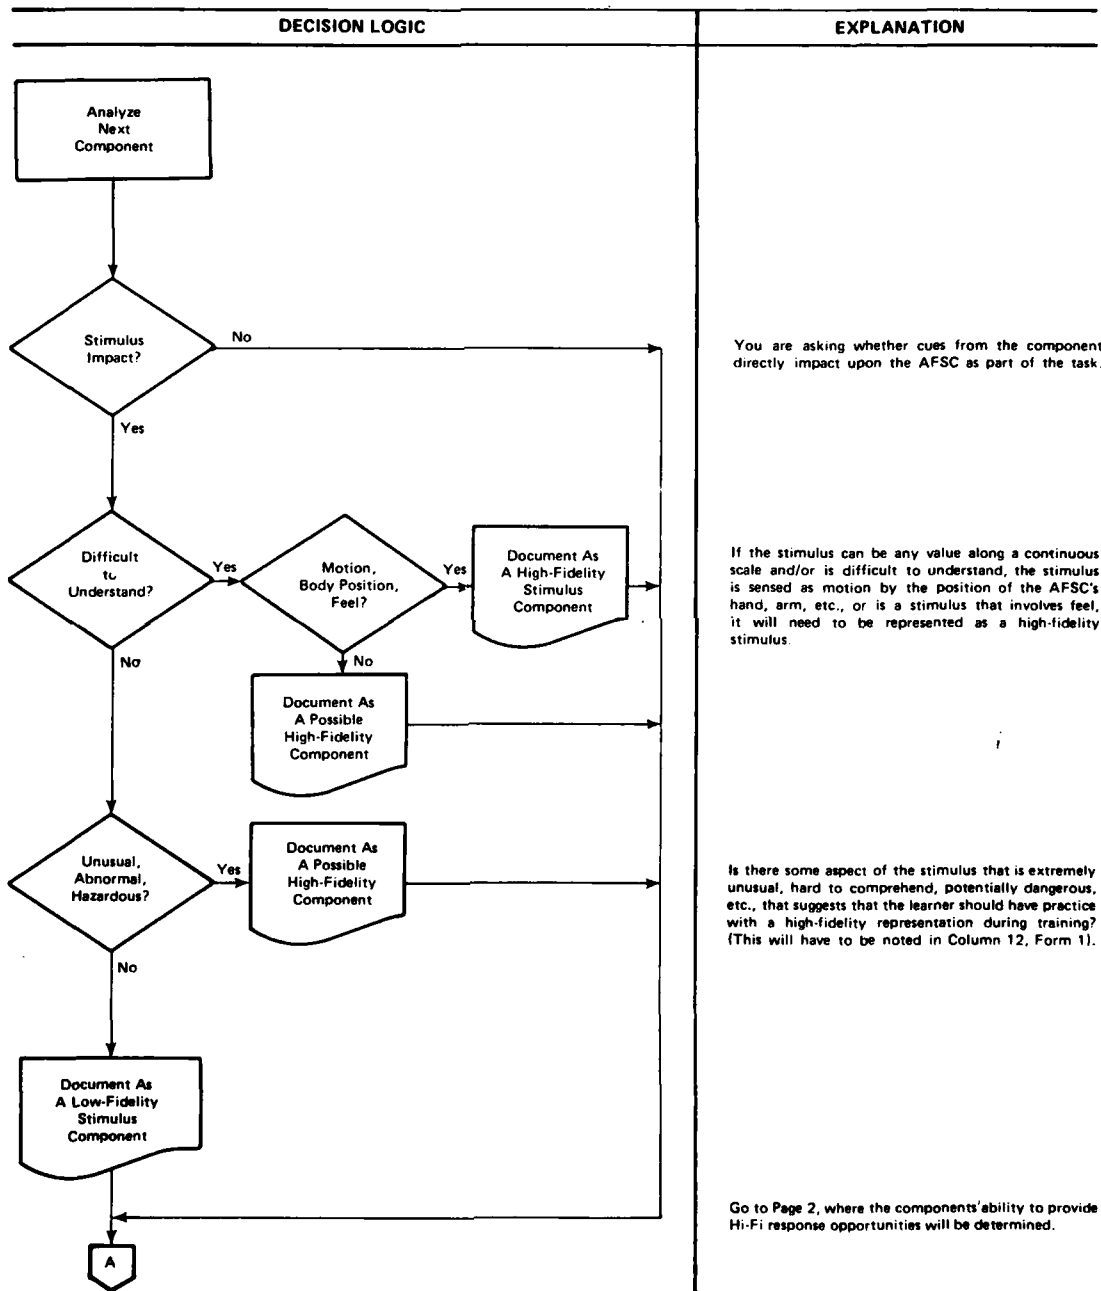 DECISION LOGIC
EXPLANATION
Analyze
Next
Component
Stimulus
Impact?
No
Yes
You are asking whether cues from the component
directly impact upon the AFSC as part of the task.
Difficult
to
Understand?
Yes
Motion,
Body Position,
Feel?
Yes
Document As
A High-Fidelity
Stimulus
Component
No
No
Document As
A Possible
High-Fidelity
Component
If the stimulus can be any value along a continuous
scale and/or is difficult to understand, the stimulus
is sensed as motion by the position of the AFSC's
hand, arm, etc., or is a stimulus that involves feel,
it will need to be represented as a high-fidelity
stimulus.
Unusual,
Abnormal,
Hazardous?
Yes
No
Document As
A Possible
High-Fidelity
Component
Is there some aspect of the stimulus that is extremely
unusual, hard to comprehend, potentially dangerous,
etc., that suggests that the learner should have practice
with a high-fidelity representation during training?
(This will have to be noted in Column 12, Form 1).
Document As
A Low-Fidelity
Stimulus
Component
Go to Page 2, where the components' ability to provide
Hi-Fi response opportunities will be determined.
A